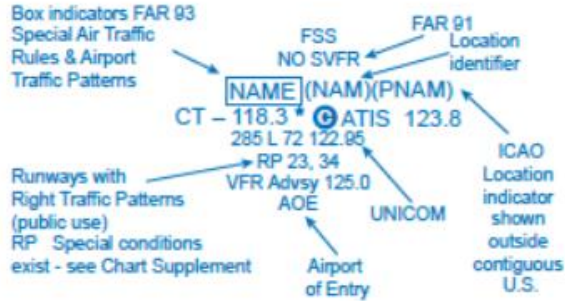 Box indicators FAR 93
Special Air Traffic
Rules & Airport
Traffic Patterns
FSS
NO SVFR
FAR 91
Location
identifier
NAME (NAM)(PNAM)
CT – 118.3 * C ATIS 123.8
285 L 72 122.95
RP 23, 34
VFR Advsy 125.0
AOE
Runways with
Right Traffic Patterns
(public use)
RP Special conditions
exist - see Chart Supplement
Airport
of Entry
UNICOM
ICAO
Location
indicator
shown
outside
contiguous
U.S.